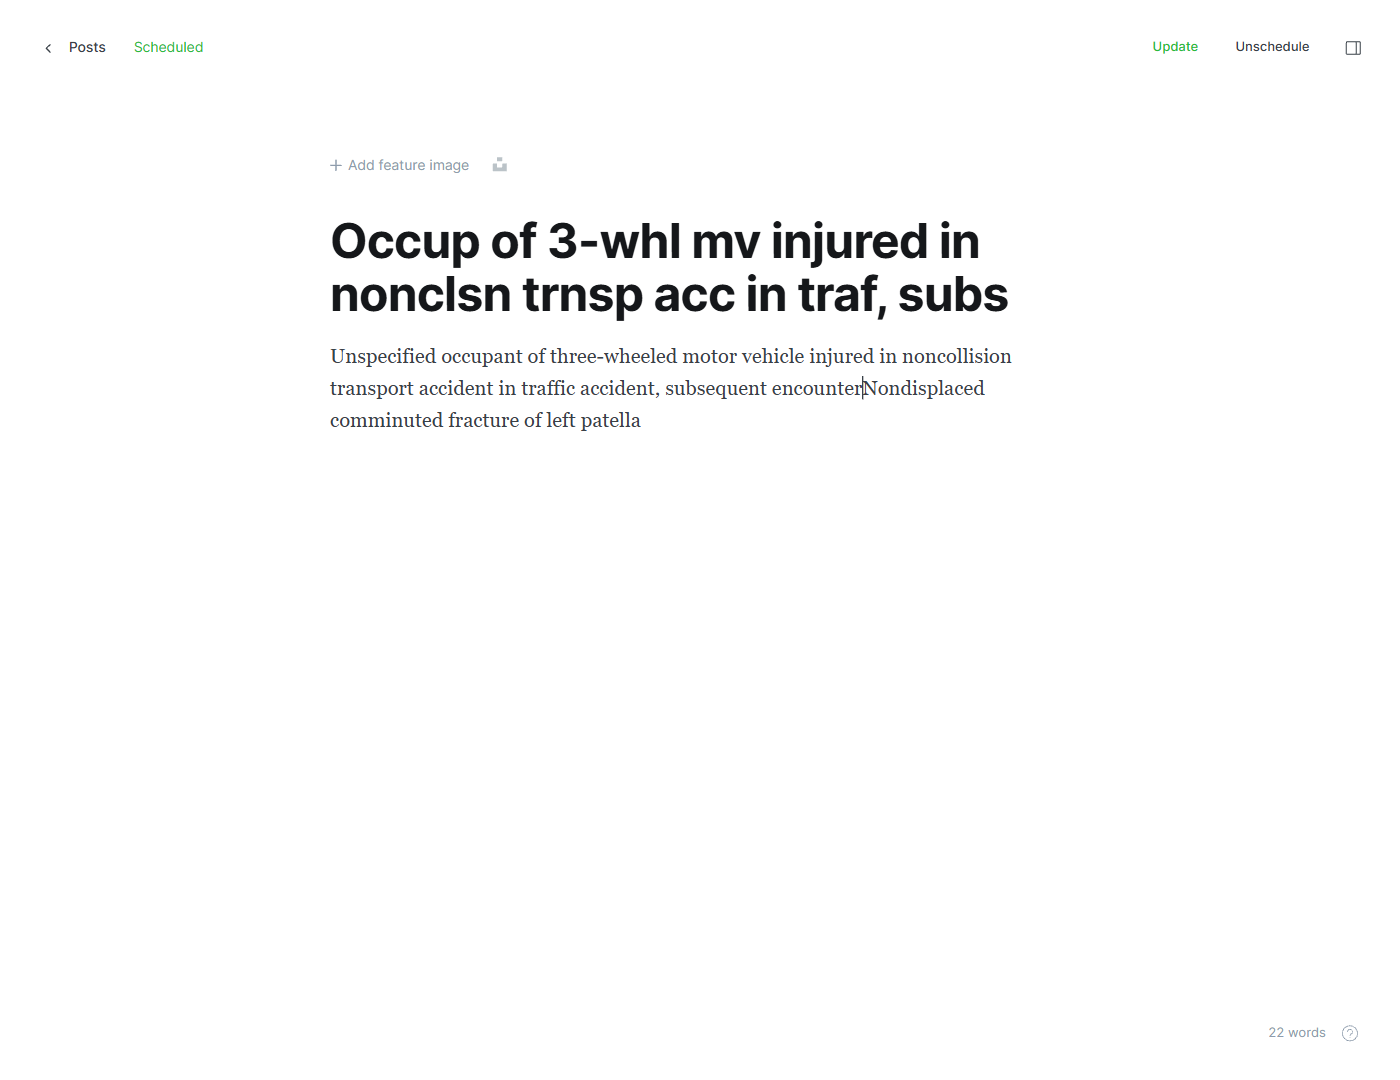 Posts
Scheduled
Update
Unschedule
Add feature image
Occup of 3-whl mv injured in
nonclsn trnsp acc in traf, subs
Unspecified occupant of three-wheeled motor vehicle injured in noncollision
transport accident in traffic accident, subsequent encounterNondisplaced
comminuted fracture of left patella
22 words